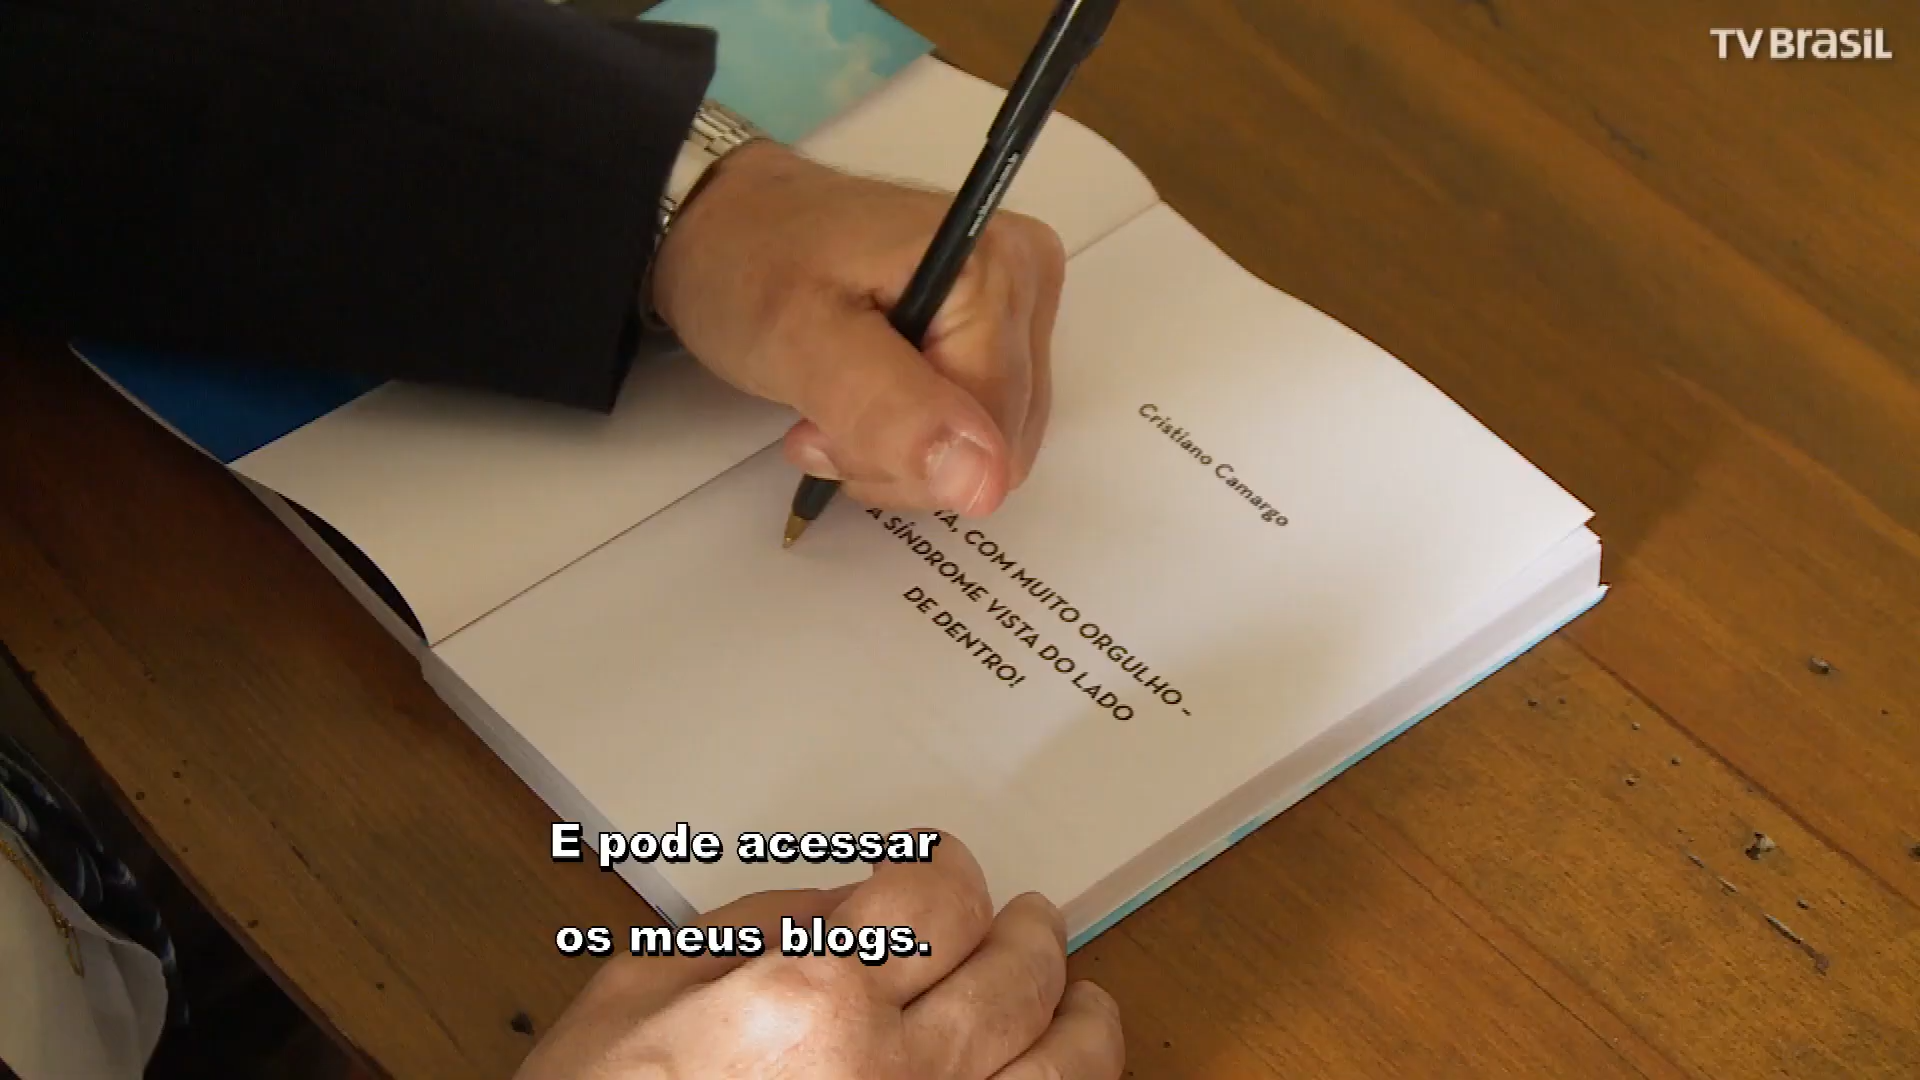 TV BRASIL
Cristiano Camargo
COM MUITO ORGULHO -
A SÍNDROME VISTA DO LADO
DE DENTRO!
E pode acessar
os meus blogs.